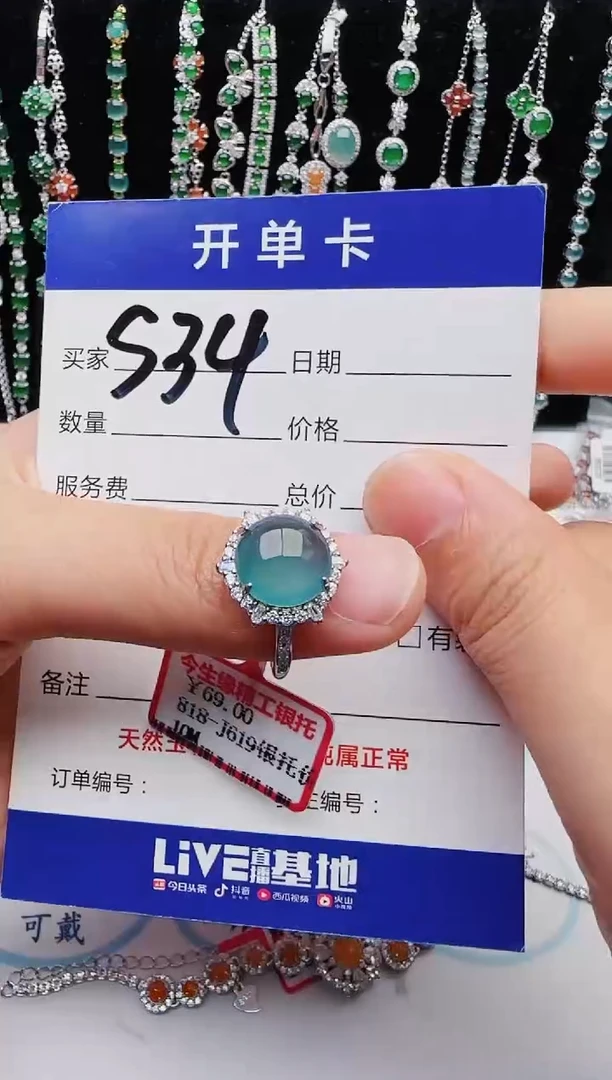 开单卡
买家 S34 日期
数量 价格
服务费 总价
□有
今生缘精工银托
¥69.00
818-J619银托
10M
备注
天然玉 纯属正常
订单编号： 编号：
LiVE直播基地
今日头条 抖音 西瓜视频 火山
可戴